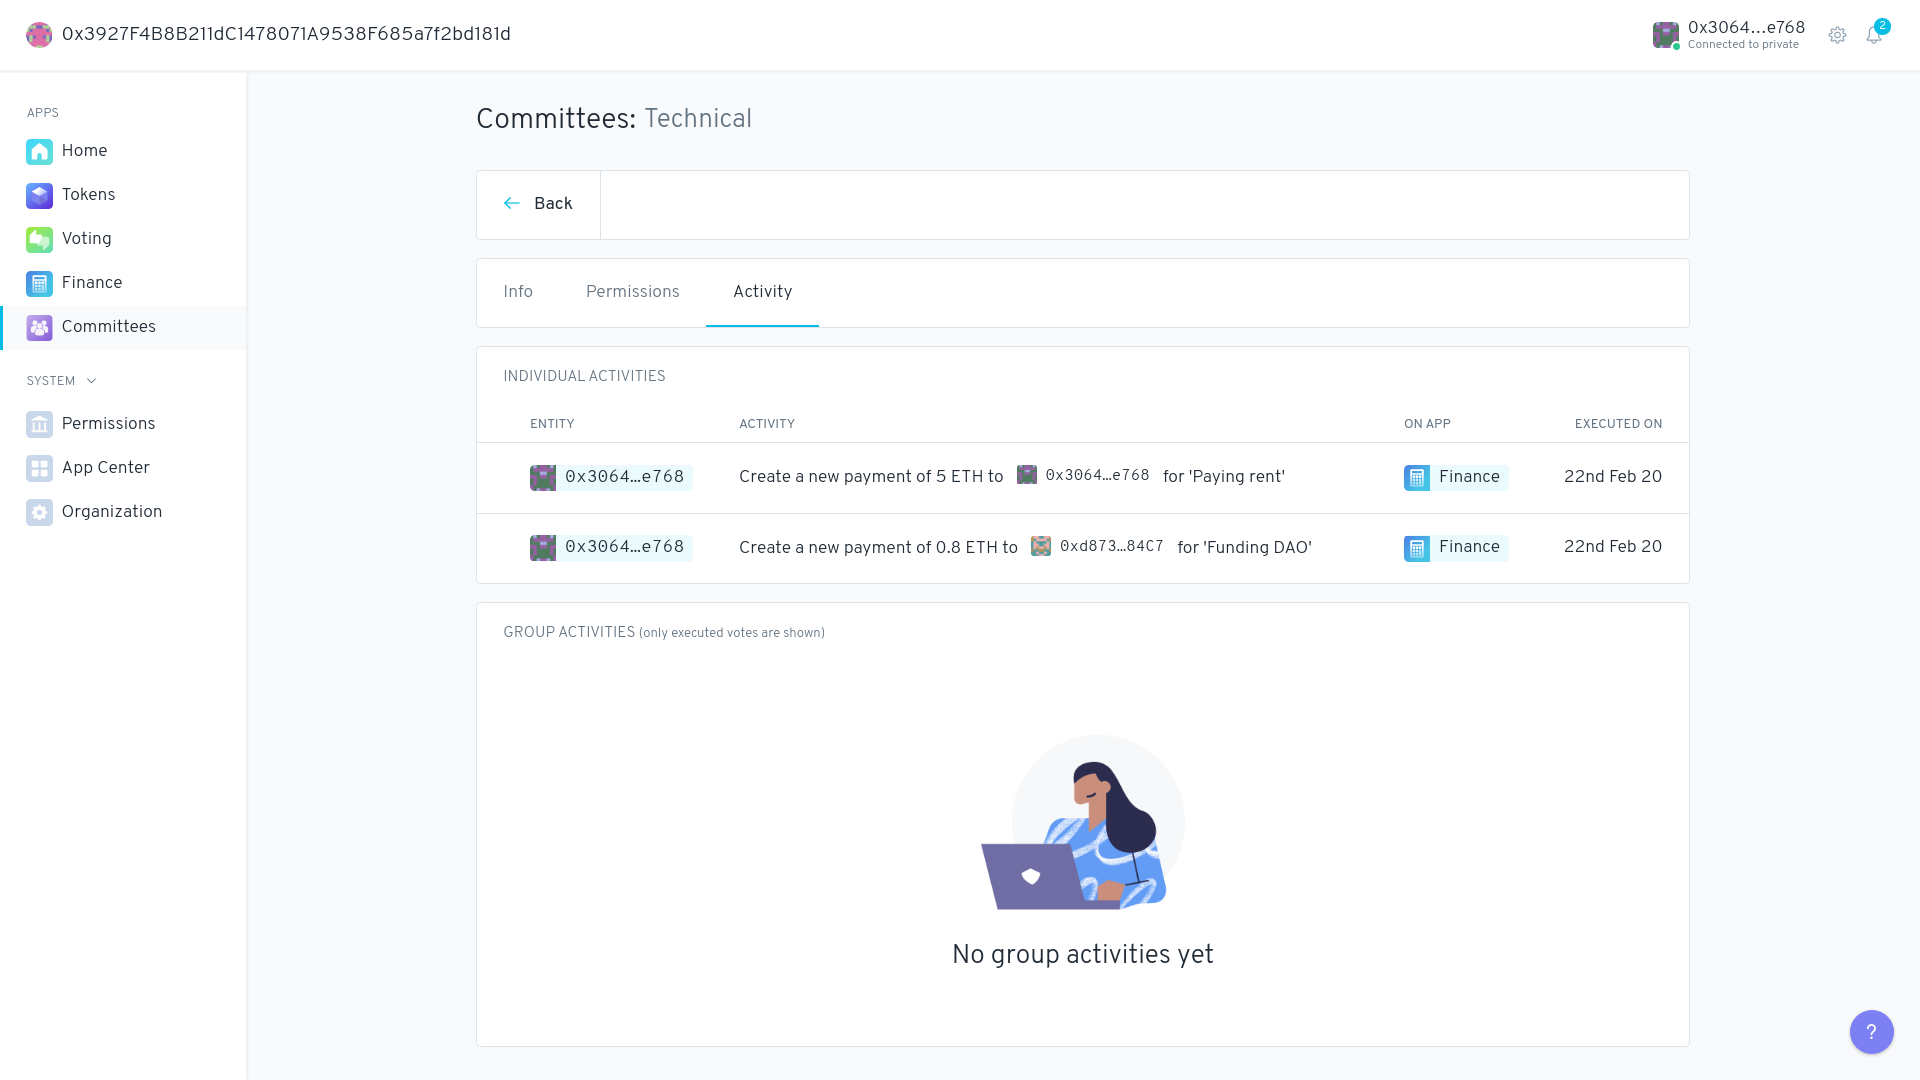 0x3927F4B8B211dC1478071A9538F685a7f2bd181d
0x3064…e768
Connected to private
2
APPS
Home
Tokens
Voting
Finance
Committees
SYSTEM
Permissions
App Center
Organization
Committees: Technical
Back
Info Permissions Activity
INDIVIDUAL ACTIVITIES
ENTITY ACTIVITY ON APP EXECUTED ON
0x3064…e768 Create a new payment of 5 ETH to 0x3064…e768 for 'Paying rent' Finance 22nd Feb 20
0x3064…e768 Create a new payment of 0.8 ETH to 0xd873…84C7 for 'Funding DAO' Finance 22nd Feb 20
GROUP ACTIVITIES (only executed votes are shown)
No group activities yet
?